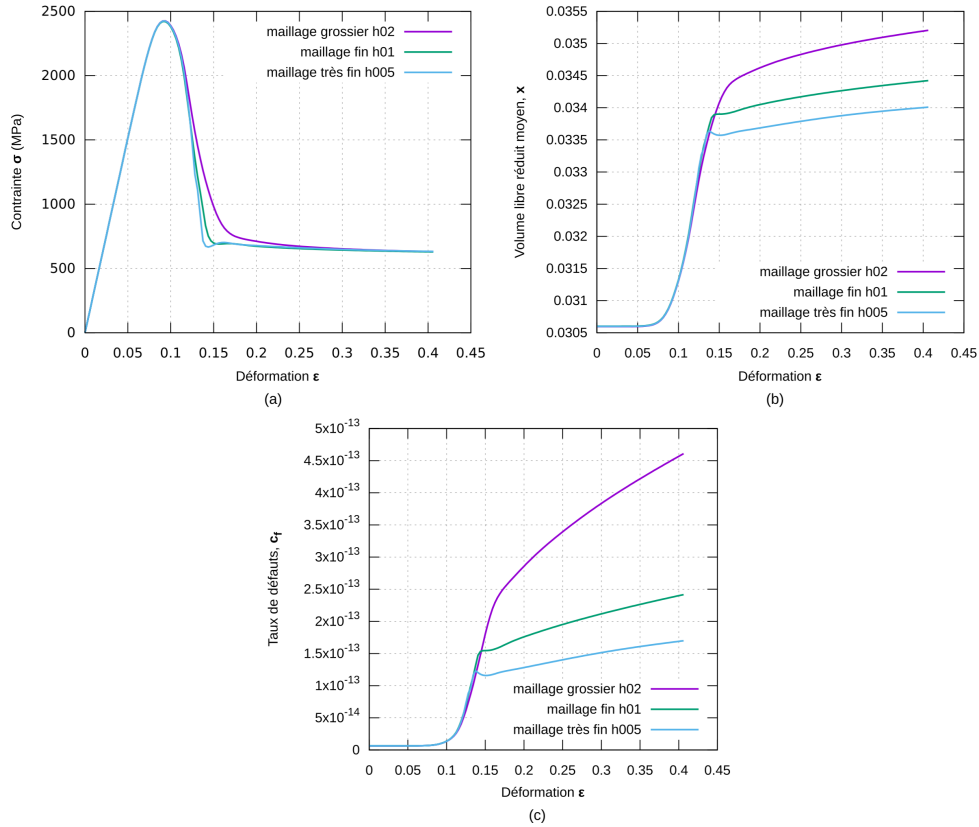 2500
2000
1500
1000
500
0
Contrainte σ (MPa)
maillage grossier h02
maillage fin h01
maillage très fin h005
0 0.05 0.1 0.15 0.2 0.25 0.3 0.35 0.4 0.45
Déformation ε
(a)
0.0355
0.035
0.0345
0.034
0.0335
0.0325
0.032
0.0315
0.031
0.0305
Volume libre réduit moyen, x
maillage grossier h02
maillage fin h01
maillage très fin h005
0 0.05 0.1 0.15 0.2 0.25 0.3 0.35 0.4 0.45
Déformation ε
(b)
5x10-13
4.5x10-13
4x10-13
3.5x10-13
3x10-13
2.5x10-13
2x10-13
1.5x10-13
1x10-13
5x10-14
0
Taux de défauts, cf
maillage grossier h02
maillage fin h01
maillage très fin h005
0 0.05 0.1 0.15 0.2 0.25 0.3 0.35 0.4 0.45
Déformation ε
(c)